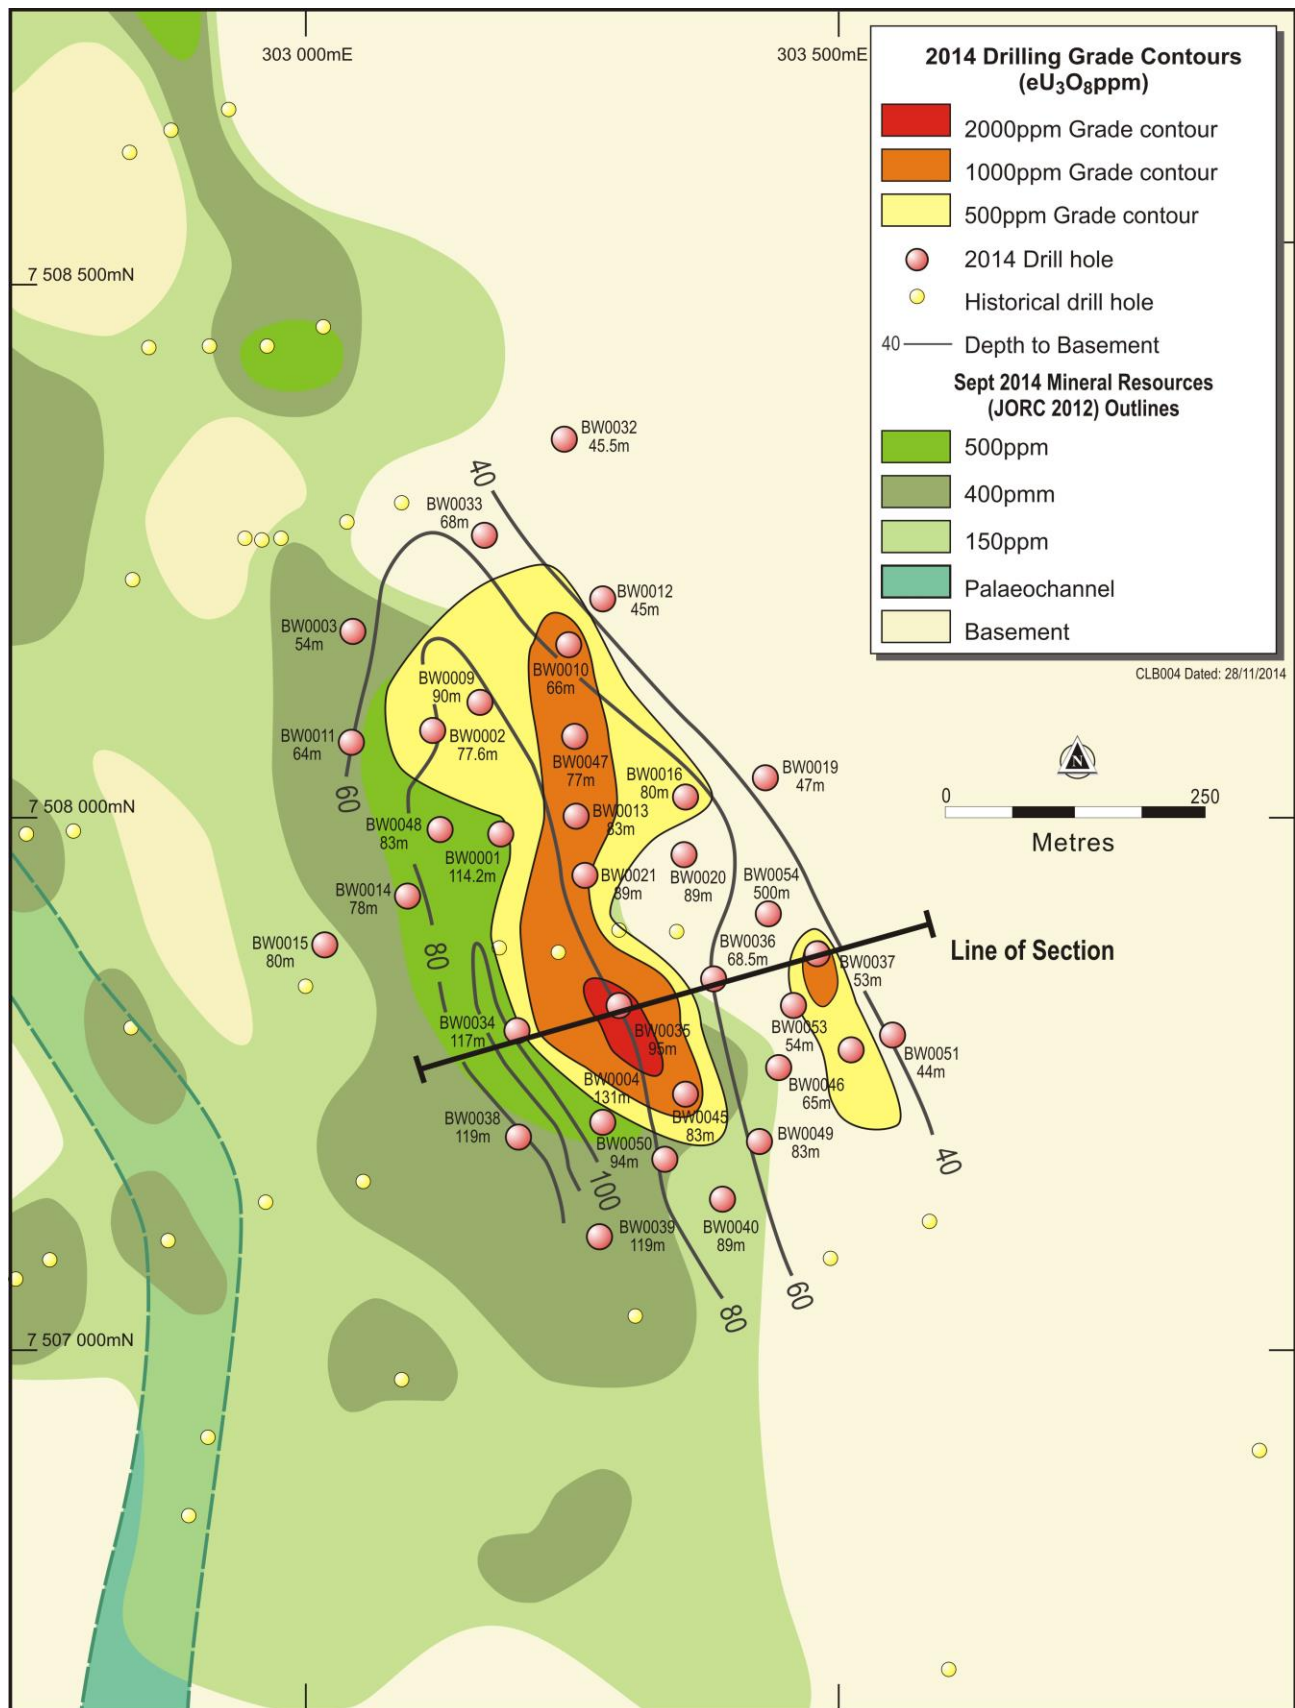 303 000mE
303 500mE
2014 Drilling Grade Contours
(eU₃O₈ppm)
2000ppm Grade contour
1000ppm Grade contour
500ppm Grade contour
2014 Drill hole
Historical drill hole
40
Depth to Basement
Sept 2014 Mineral Resources
(JORC 2012) Outlines
500ppm
400pmm
150ppm
Palaeochannel
Basement
CLB004 Dated: 28/11/2014
N
0
250
Metres
7 508 500mN
7 508 000mN
7 507 000mN
BW0032
45.5m
40
BW0033
68m
BW0012
45m
BW0003
54m
BW0010
66m
BW0009
90m
BW0002
77.6m
BW0011
64m
60
BW0047
77m
BW0016
80m
BW0019
47m
BW0013
83m
BW0048
83m
BW0001
114.2m
BW0021
89m
BW0020
89m
BW0054
500m
BW0014
78m
BW0015
80m
80
BW0036
68.5m
Line of Section
BW0037
53m
BW0034
117m
BW0035
95m
BW0053
54m
BW0051
44m
BW0004
131m
BW0046
65m
BW0045
83m
BW0038
119m
BW0050
94m
BW0049
83m
40
100
BW0039
119m
BW0040
89m
60
80